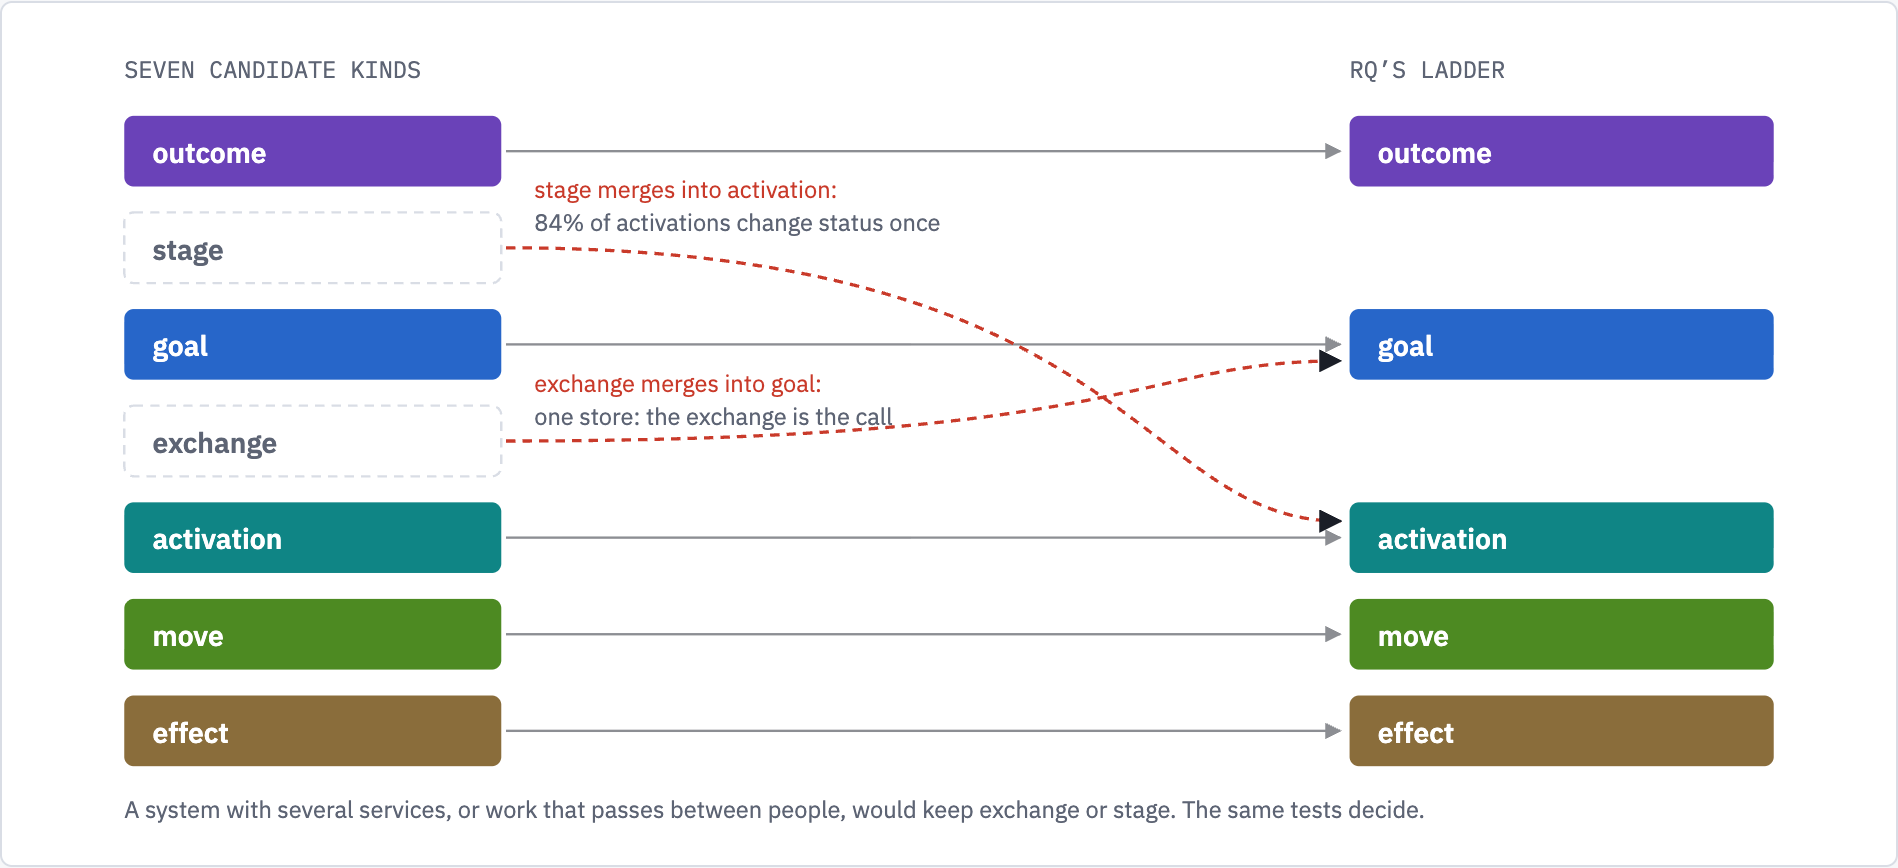 SEVEN CANDIDATE KINDS
RQ’S LADDER
outcome
outcome
stage merges into activation:
84% of activations change status once
stage
goal
goal
exchange merges into goal:
one store: the exchange is the call
exchange
activation
activation
move
move
effect
effect
A system with several services, or work that passes between people, would keep exchange or stage. The same tests decide.